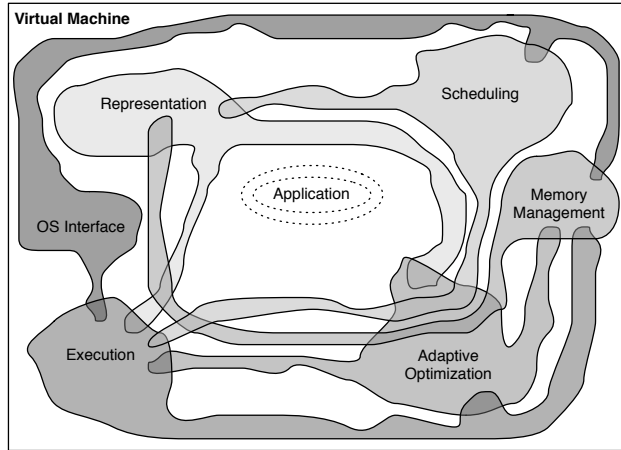 Virtual Machine
Representation
Scheduling
Application
Memory
Management
OS Interface
Execution
Adaptive
Optimization